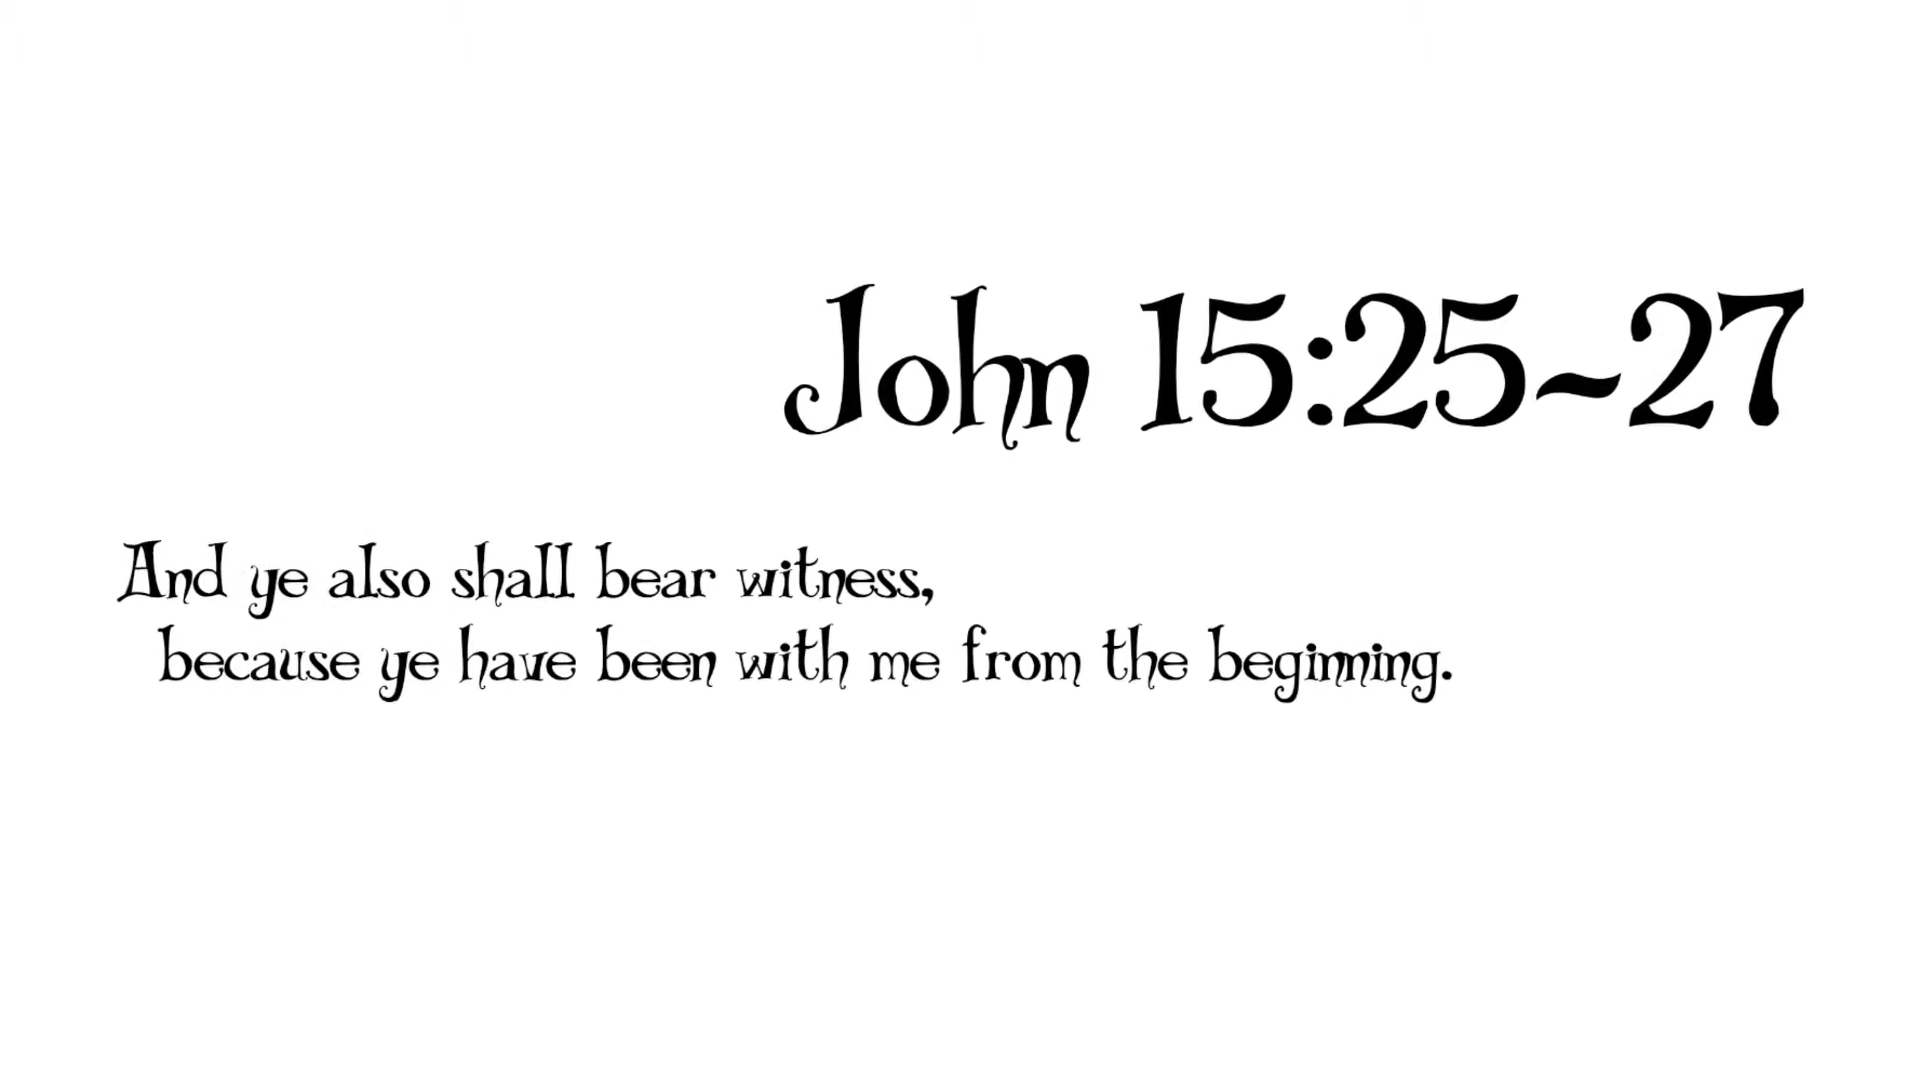 John 15:25~27
And ye also shall bear witness,
because ye have been with me from the beginning.